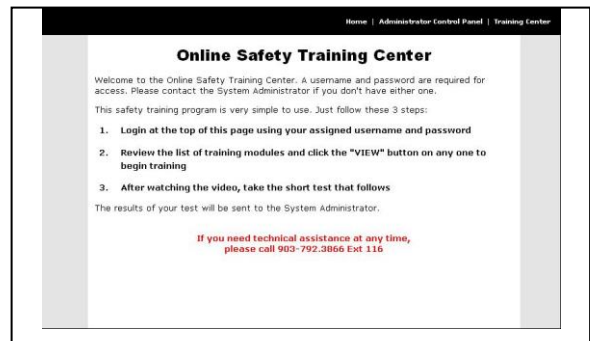 Home | Administrator Control Panel | Training Center
Online Safety Training Center
Welcome to the Online Safety Training Center. A username and password are required for
access. Please contact the System Administrator if you don't have either one.
This safety training program is very simple to use. Just follow these 3 steps:
1. Login at the top of this page using your assigned username and password
2. Review the list of training modules and click the "VIEW" button on any one to
begin training
3. After watching the video, take the short test that follows
The results of your test will be sent to the System Administrator.
If you need technical assistance at any time,
please call 903-792.3866 Ext 116